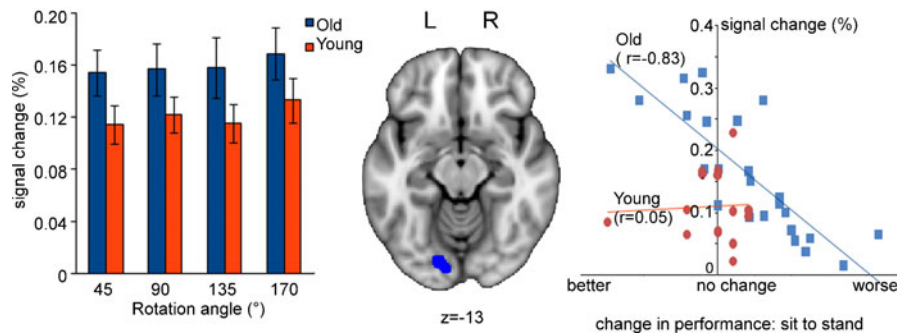 Old
Young
0.20
0.16
0.12
0.08
0.04
0
signal change (%)
45 90 135 170
Rotation angle (°)
L R
z=-13
0.4
0.3
0.2
0.1
0
signal change (%)
Old
( r=-0.83)
Young
(r=0.05)
better no change worse
change in performance: sit to stand